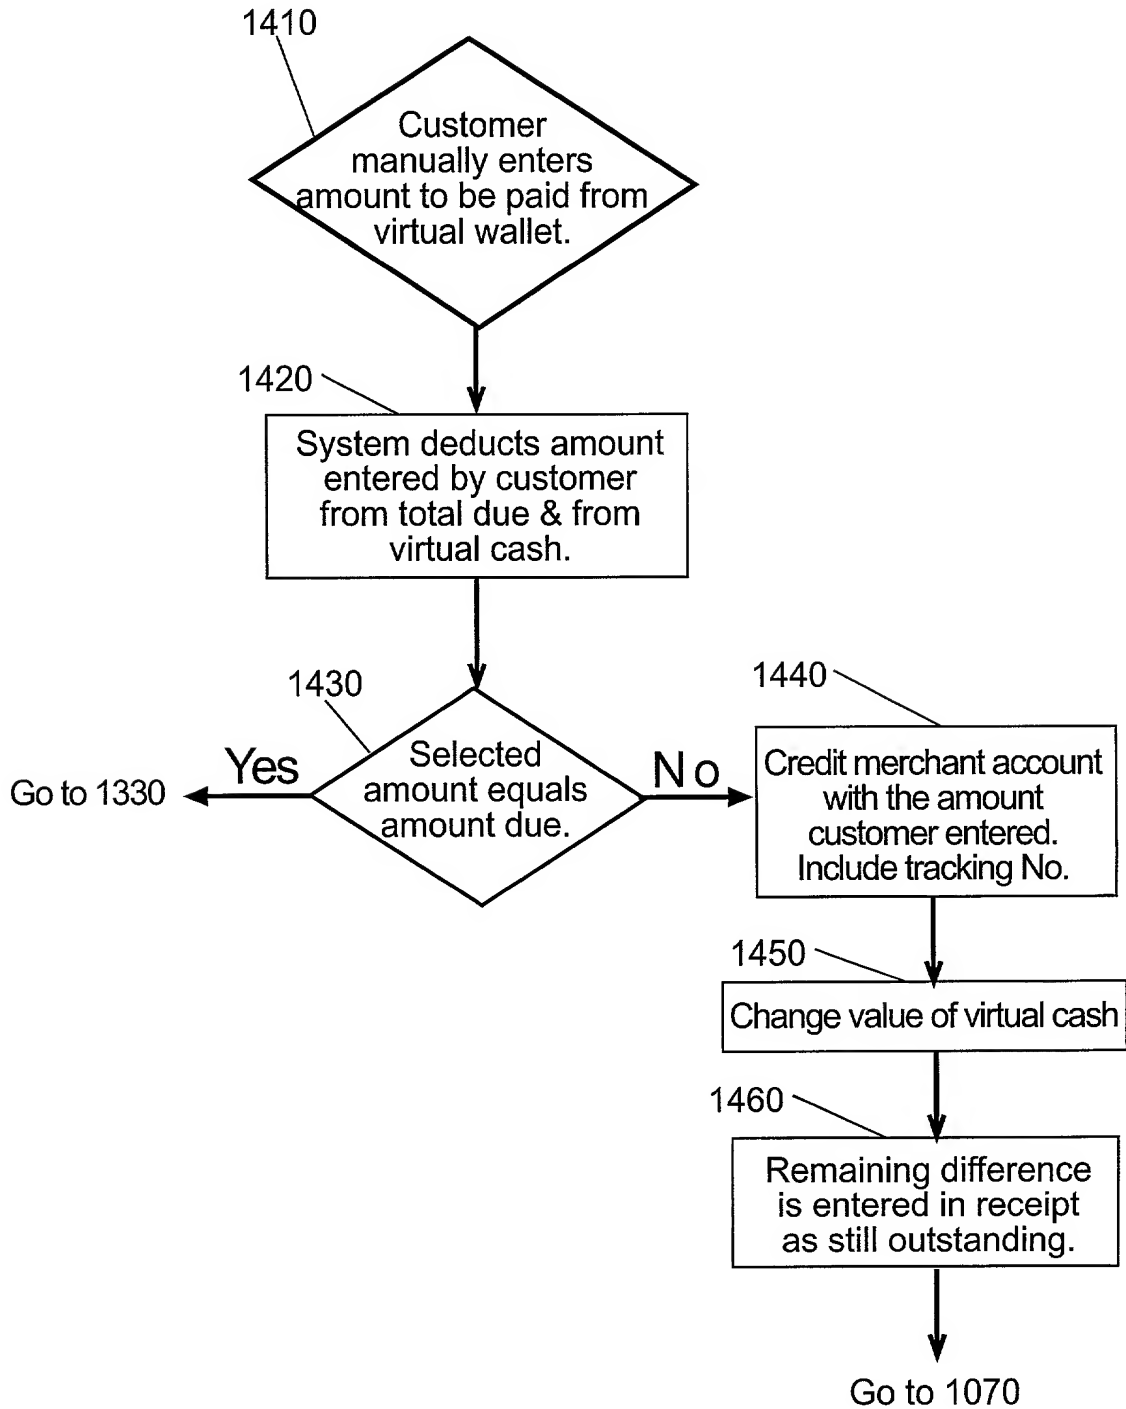 1410
Customer
manually enters
amount to be paid from
virtual wallet.
1420
System deducts amount
entered by customer
from total due & from
virtual cash.
1430
Selected
amount equals
amount due.
Yes
Go to 1330
No
1440
Credit merchant account
with the amount
customer entered.
Include tracking No.
1450
Change value of virtual cash
1460
Remaining difference
is entered in receipt
as still outstanding.
Go to 1070